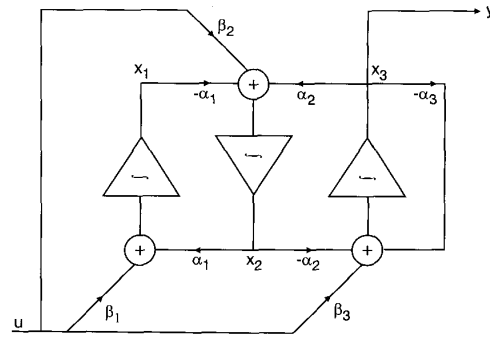 y
β₂
x₁
x₃
+
-α₁
α₂
-α₃
∫
∫
∫
+
+
α₁
x₂
-α₂
u
β₁
β₃